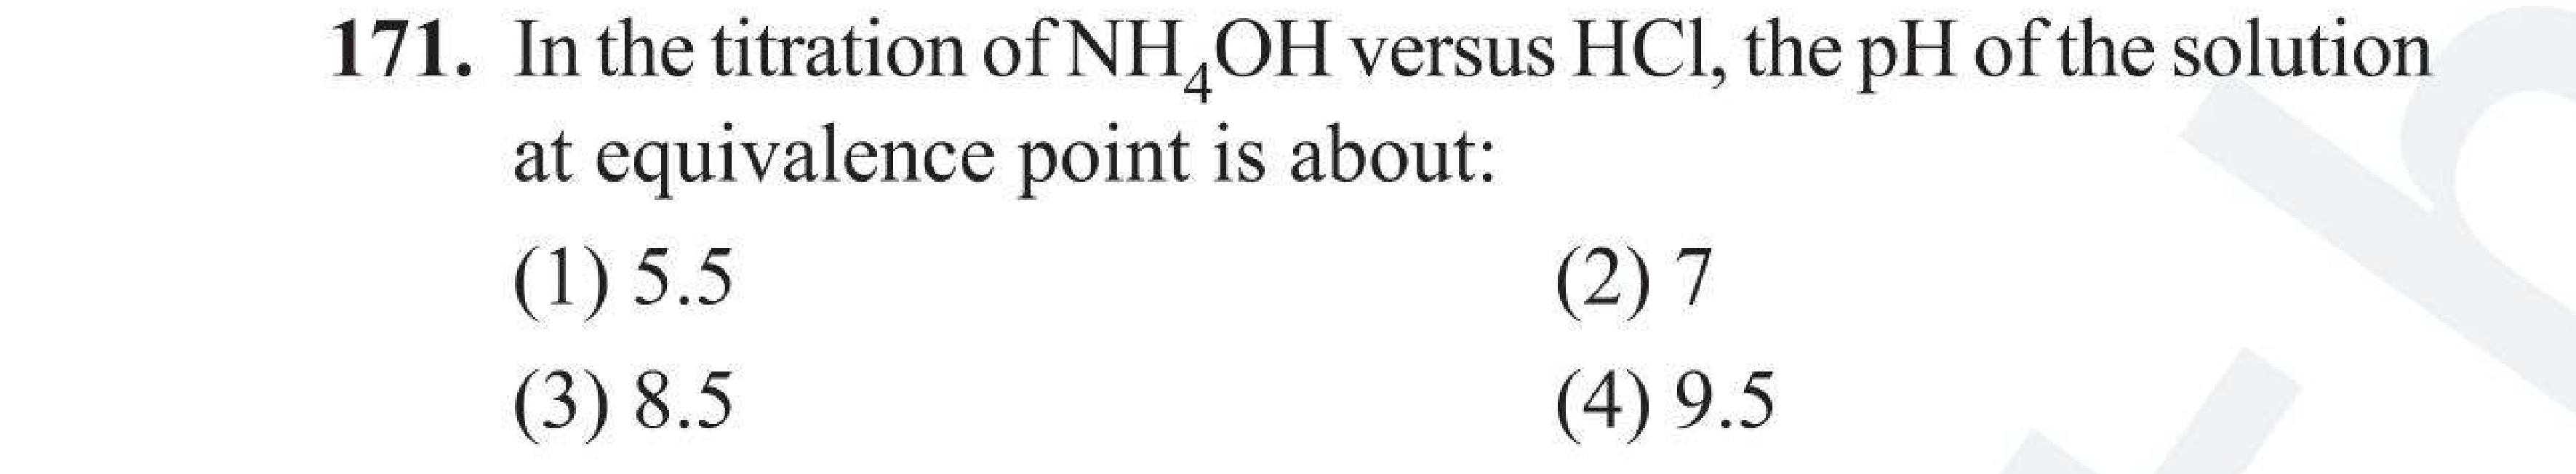 171. In the titration of NH₄OH versus HCl, the pH of the solution
at equivalence point is about:
(1) 5.5 (2) 7
(3) 8.5 (4) 9.5